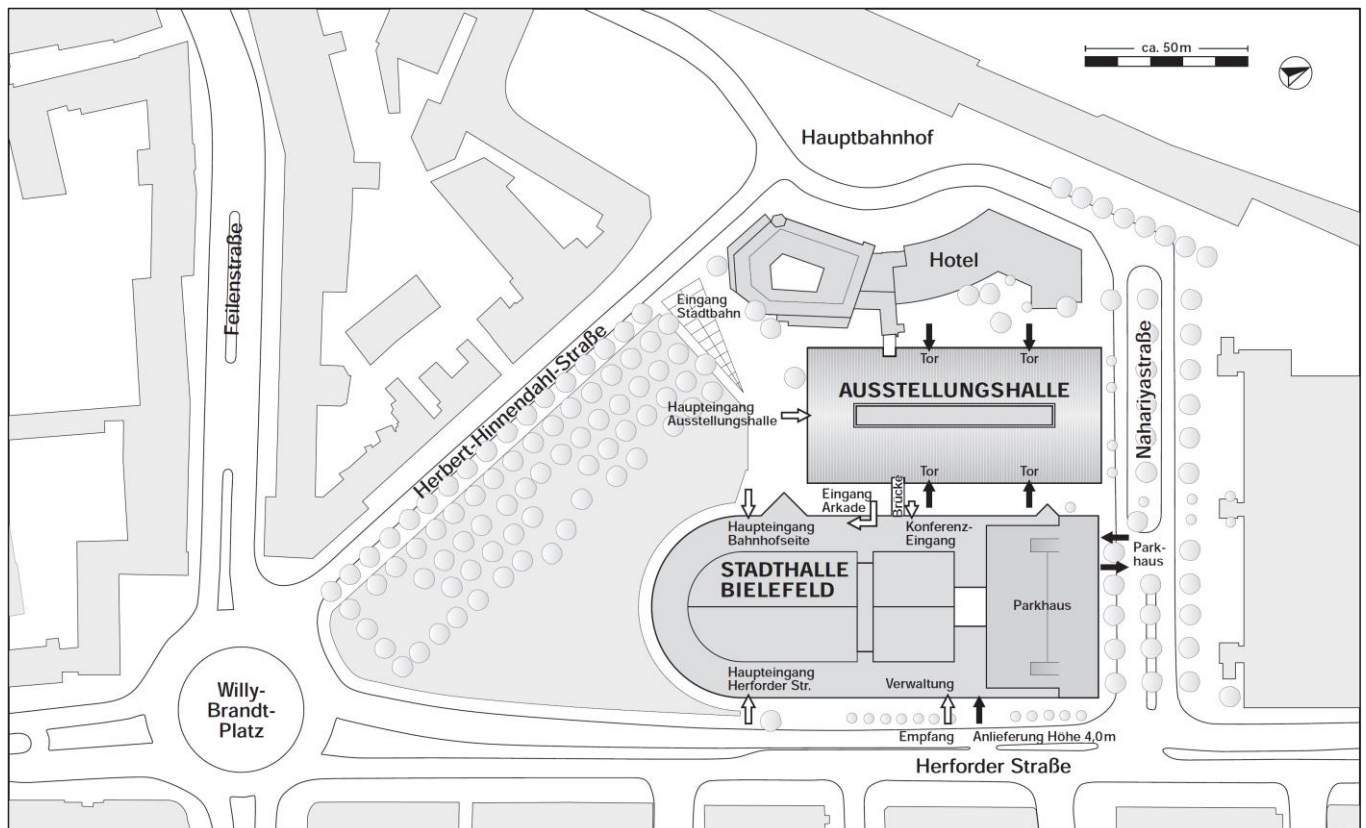 ca. 50 m
Hauptbahnhof
Hotel
Feilenstraße
Eingang
Stadtbahn
Herbert-Hinnendahl-Straße
Tor
Tor
AUSSTELLUNGSHALLE
Haupteingang
Ausstellungshalle
Nahariyastraße
Tor
Tor
Eingang
Arkade
Brücke
Haupteingang
Bahnhofseite
Konferenz-
Eingang
Park-
haus
STADTHALLE
BIELEFELD
Parkhaus
Haupteingang
Herforder Str.
Verwaltung
Willy-
Brandt-
Platz
Empfang
Anlieferung Höhe 4,0 m
Herforder Straße